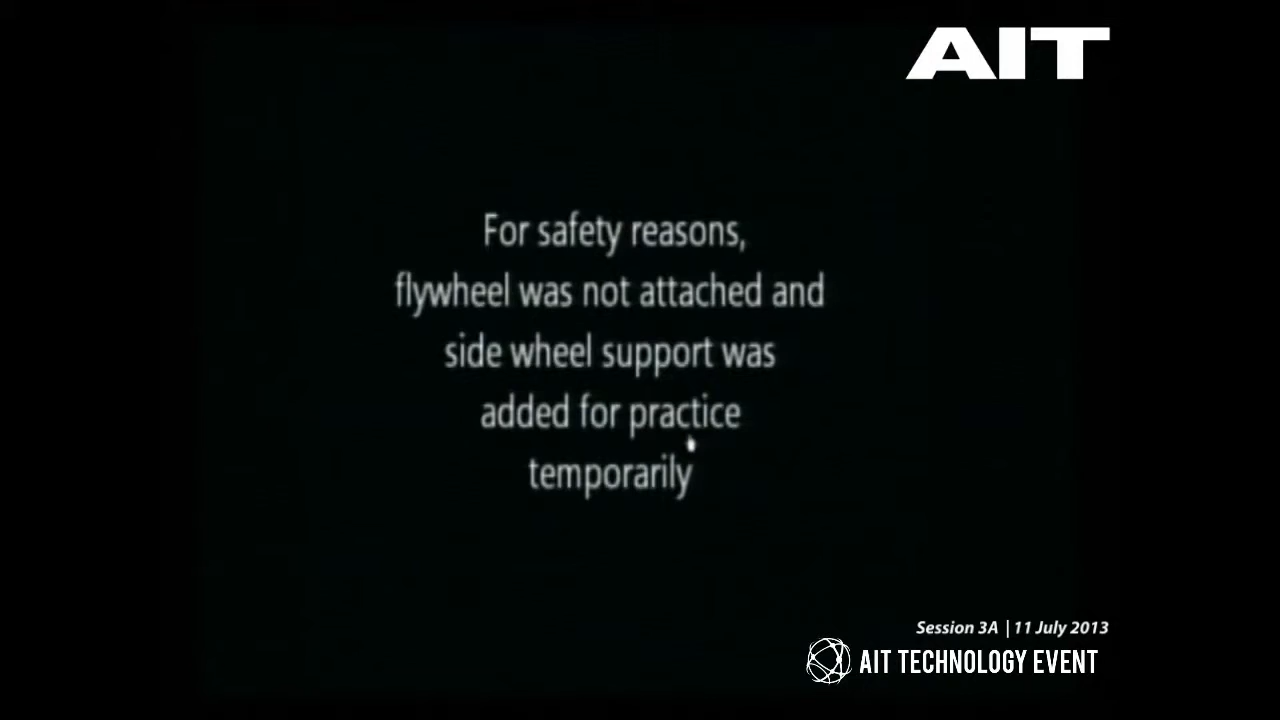 AIT
For safety reasons,
flywheel was not attached and
side wheel support was
added for practice
temporarily
Session 3A | 11 July 2013
AIT TECHNOLOGY EVENT